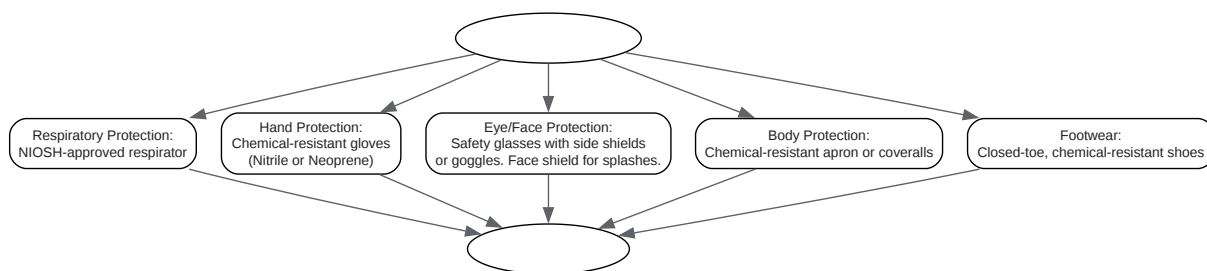 Respiratory Protection:
NIOSH-approved respirator
Hand Protection:
Chemical-resistant gloves
(Nitrile or Neoprene)
Eye/Face Protection:
Safety glasses with side shields
or goggles. Face shield for splashes.
Body Protection:
Chemical-resistant apron or coveralls
Footwear:
Closed-toe, chemical-resistant shoes